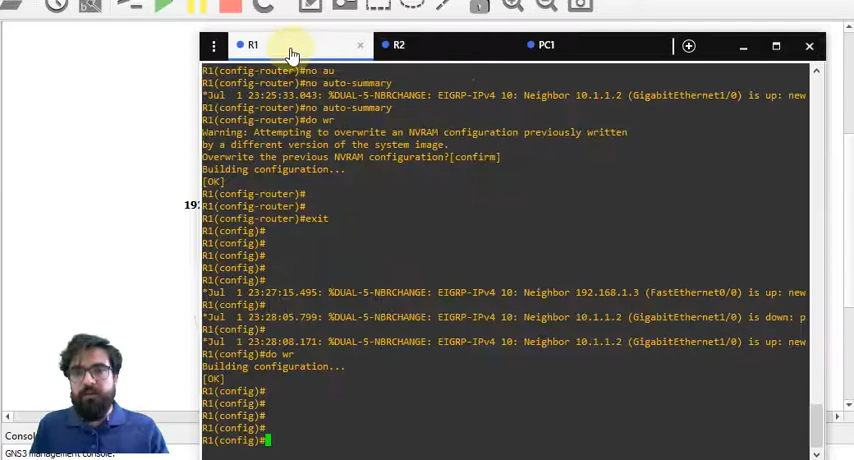 R1
R2
PC1
R1(config-router)#no au
R1(config-router)#no auto-summary
*Jul  1 23:25:33.043: %DUAL-5-NBRCHANGE: EIGRP-IPv4 10: Neighbor 10.1.1.2 (GigabitEthernet1/0) is up: new
R1(config-router)#no auto-summary
R1(config-router)#do wr
Warning: Attempting to overwrite an NVRAM configuration previously written
by a different version of the system image.
Overwrite the previous NVRAM configuration?[confirm]
Building configuration...
[OK]
R1(config-router)#
R1(config-router)#
R1(config-router)#exit
R1(config)#
R1(config)#
R1(config)#
R1(config)#
R1(config)#
*Jul  1 23:27:15.495: %DUAL-5-NBRCHANGE: EIGRP-IPv4 10: Neighbor 192.168.1.3 (FastEthernet0/0) is up: new
R1(config)#
*Jul  1 23:28:05.799: %DUAL-5-NBRCHANGE: EIGRP-IPv4 10: Neighbor 10.1.1.2 (GigabitEthernet1/0) is down: p
R1(config)#
*Jul  1 23:28:08.171: %DUAL-5-NBRCHANGE: EIGRP-IPv4 10: Neighbor 10.1.1.2 (GigabitEthernet1/0) is up: new
R1(config)#do wr
Building configuration...
[OK]
R1(config)#
R1(config)#
R1(config)#
R1(config)#
R1(config)#
19
Consol
GNS3 management console.